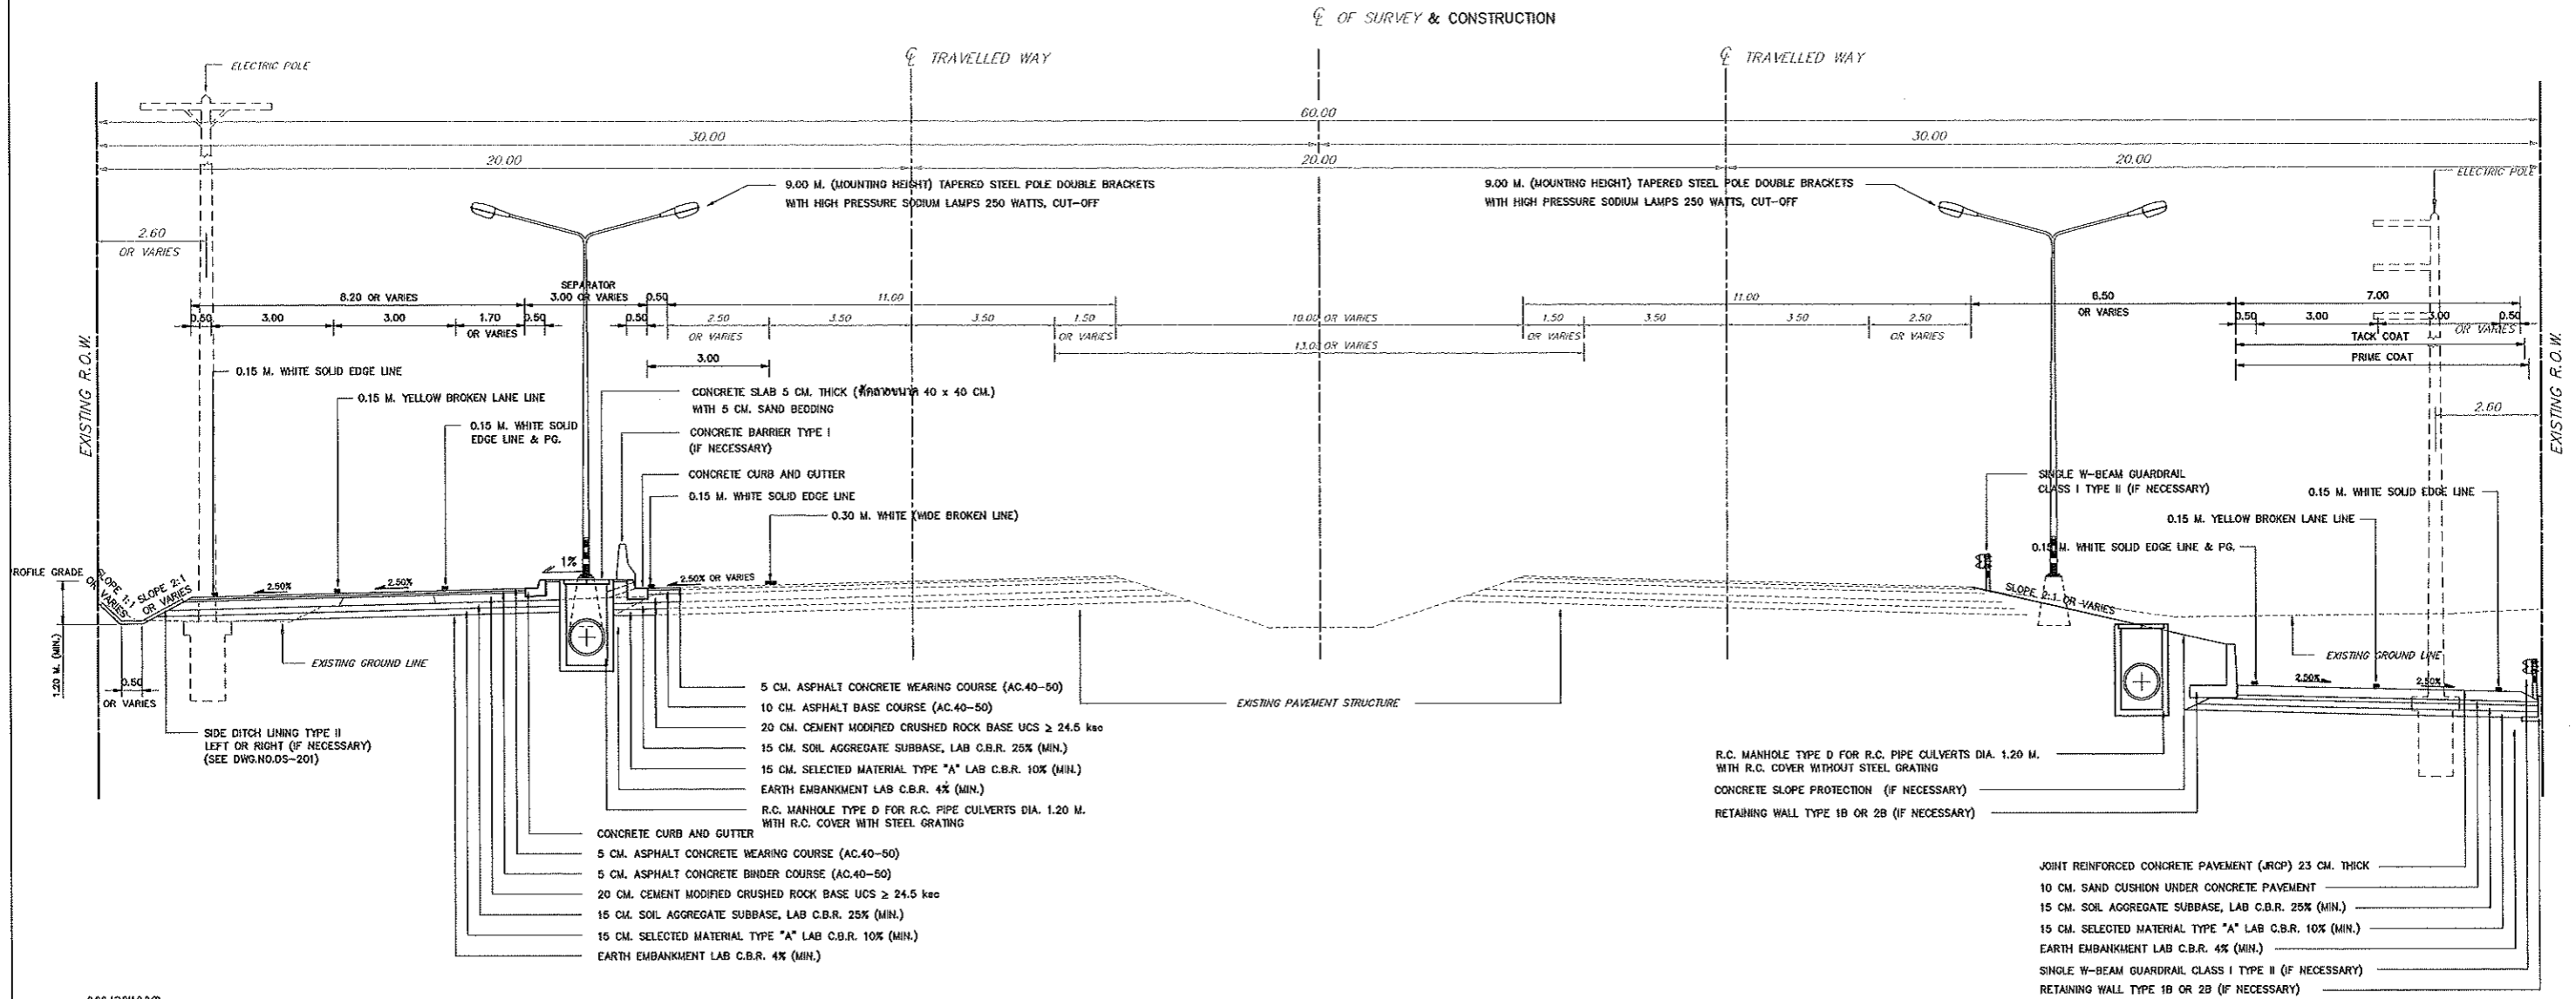 ℄ OF SURVEY & CONSTRUCTION
℄ TRAVELLED WAY
℄ TRAVELLED WAY
ELECTRIC POLE
60.00
30.00
30.00
20.00
20.00
20.00
ELECTRIC POLE
9.00 M. (MOUNTING HEIGHT) TAPERED STEEL POLE DOUBLE BRACKETS
WITH HIGH PRESSURE SODIUM LAMPS 250 WATTS, CUT-OFF
9.00 M. (MOUNTING HEIGHT) TAPERED STEEL POLE DOUBLE BRACKETS
WITH HIGH PRESSURE SODIUM LAMPS 250 WATTS, CUT-OFF
2.60
OR VARIES
8.20 OR VARIES
SEPARATOR
3.00 OR VARIES
0.50
11.00
11.00
6.50
OR VARIES
7.00
0.50
3.00
3.00
1.70
OR VARIES
0.50
0.50
2.50
OR VARIES
3.50
3.50
1.50
OR VARIES
10.00 OR VARIES
13.00 OR VARIES
1.50
OR VARIES
3.50
3.50
2.50
OR VARIES
0.50
3.00
3.00
0.50
OR VARIES
TACK COAT
PRIME COAT
3.00
2.60
EXISTING R.O.W.
EXISTING R.O.W.
0.15 M. WHITE SOLID EDGE LINE
0.15 M. YELLOW BROKEN LANE LINE
0.15 M. WHITE SOLID
EDGE LINE & PG.
CONCRETE SLAB 5 CM. THICK ( 40 x 40 CM.)
WITH 5 CM. SAND BEDDING
CONCRETE BARRIER TYPE I
(IF NECESSARY)
CONCRETE CURB AND GUTTER
0.15 M. WHITE SOLID EDGE LINE
0.30 M. WHITE (WIDE BROKEN LINE)
SINGLE W-BEAM GUARDRAIL
CLASS I TYPE II (IF NECESSARY)
0.15 M. WHITE SOLID EDGE LINE
0.15 M. YELLOW BROKEN LANE LINE
0.15 M. WHITE SOLID EDGE LINE & PG.
ROFILE GRADE
SLOPE 1:1
OR VARIES
SLOPE 2:1
OR VARIES
2.50%
2.50%
1%
2.50% OR VARIES
SLOPE 2:1 OR VARIES
1.20 M. (MIN.)
0.50
OR VARIES
EXISTING GROUND LINE
EXISTING GROUND LINE
2.50%
2.50%
SIDE DITCH LINING TYPE II
LEFT OR RIGHT (IF NECESSARY)
(SEE DWG.NO.DS-201)
5 CM. ASPHALT CONCRETE WEARING COURSE (AC.40-50)
10 CM. ASPHALT BASE COURSE (AC.40-50)
20 CM. CEMENT MODIFIED CRUSHED ROCK BASE UCS ≥ 24.5 ksc
15 CM. SOIL AGGREGATE SUBBASE, LAB C.B.R. 25% (MIN.)
15 CM. SELECTED MATERIAL TYPE "A" LAB C.B.R. 10% (MIN.)
EARTH EMBANKMENT LAB C.B.R. 4% (MIN.)
R.C. MANHOLE TYPE D FOR R.C. PIPE CULVERTS DIA. 1.20 M.
WITH R.C. COVER WITH STEEL GRATING
EXISTING PAVEMENT STRUCTURE
CONCRETE CURB AND GUTTER
5 CM. ASPHALT CONCRETE WEARING COURSE (AC.40-50)
5 CM. ASPHALT CONCRETE BINDER COURSE (AC.40-50)
20 CM. CEMENT MODIFIED CRUSHED ROCK BASE UCS ≥ 24.5 ksc
15 CM. SOIL AGGREGATE SUBBASE, LAB C.B.R. 25% (MIN.)
15 CM. SELECTED MATERIAL TYPE "A" LAB C.B.R. 10% (MIN.)
EARTH EMBANKMENT LAB C.B.R. 4% (MIN.)
R.C. MANHOLE TYPE D FOR R.C. PIPE CULVERTS DIA. 1.20 M.
WITH R.C. COVER WITHOUT STEEL GRATING
CONCRETE SLOPE PROTECTION (IF NECESSARY)
RETAINING WALL TYPE 1B OR 2B (IF NECESSARY)
JOINT REINFORCED CONCRETE PAVEMENT (JRCP) 23 CM. THICK
10 CM. SAND CUSHION UNDER CONCRETE PAVEMENT
15 CM. SOIL AGGREGATE SUBBASE, LAB C.B.R. 25% (MIN.)
15 CM. SELECTED MATERIAL TYPE "A" LAB C.B.R. 10% (MIN.)
EARTH EMBANKMENT LAB C.B.R. 4% (MIN.)
SINGLE W-BEAM GUARDRAIL CLASS I TYPE II (IF NECESSARY)
RETAINING WALL TYPE 1B OR 2B (IF NECESSARY)